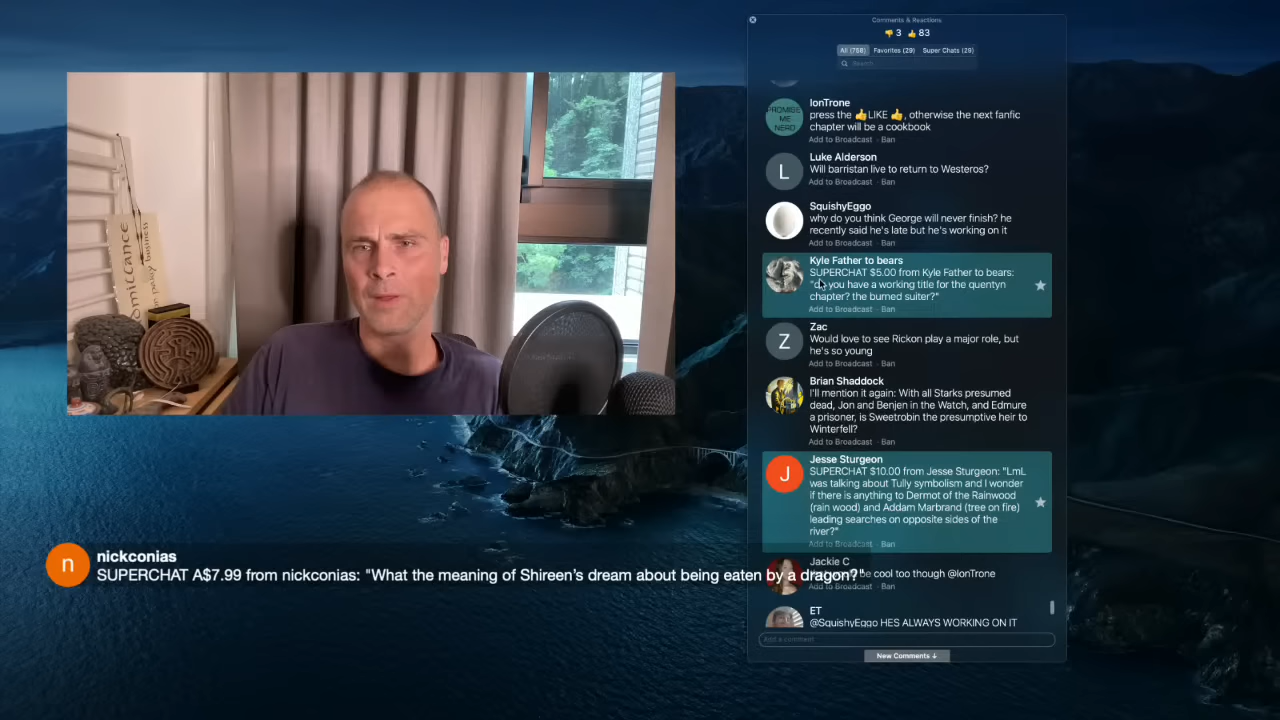 Comments & Reactions
👎 3 👍 83
All (758) Favorites (29) Super Chats (29)
Search
IonTrone
press the 👍LIKE 👍, otherwise the next fanfic
chapter will be a cookbook
Add to Broadcast · Ban
PROMISE
ME
NERD
Luke Alderson
L
Will barristan live to return to Westeros?
Add to Broadcast · Ban
SquishyEggo
why do you think George will never finish? he
recently said he's late but he's working on it
Add to Broadcast · Ban
Kyle Father to bears
SUPERCHAT $5.00 from Kyle Father to bears:
you have a working title for the quentyn
chapter? the burned suiter?"
Add to Broadcast · Ban
Zac
Z
Would love to see Rickon play a major role, but
he's so young
Add to Broadcast · Ban
Brian Shaddock
I'll mention it again: With all Starks presumed
dead, Jon and Benjen in the Watch, and Edmure
a prisoner, is Sweetrobin the presumptive heir to
Winterfell?
Add to Broadcast · Ban
Jesse Sturgeon
J
SUPERCHAT $10.00 from Jesse Sturgeon: "LmL
was talking about Tully symbolism and I wonder
if there is anything to Dermot of the Rainwood
(rain wood) and Addam Marbrand (tree on fire)
leading searches on opposite sides of the
river?"
Add to Broadcast · Ban
Jackie C
be cool too though @IonTrone
Add to Broadcast · Ban
ET
@SquishyEggo HES ALWAYS WORKING ON IT
Add a comment
New Comments ↓
n
nickconias
SUPERCHAT A$7.99 from nickconias: "What the meaning of Shireen's dream about being eaten by a dragon?"